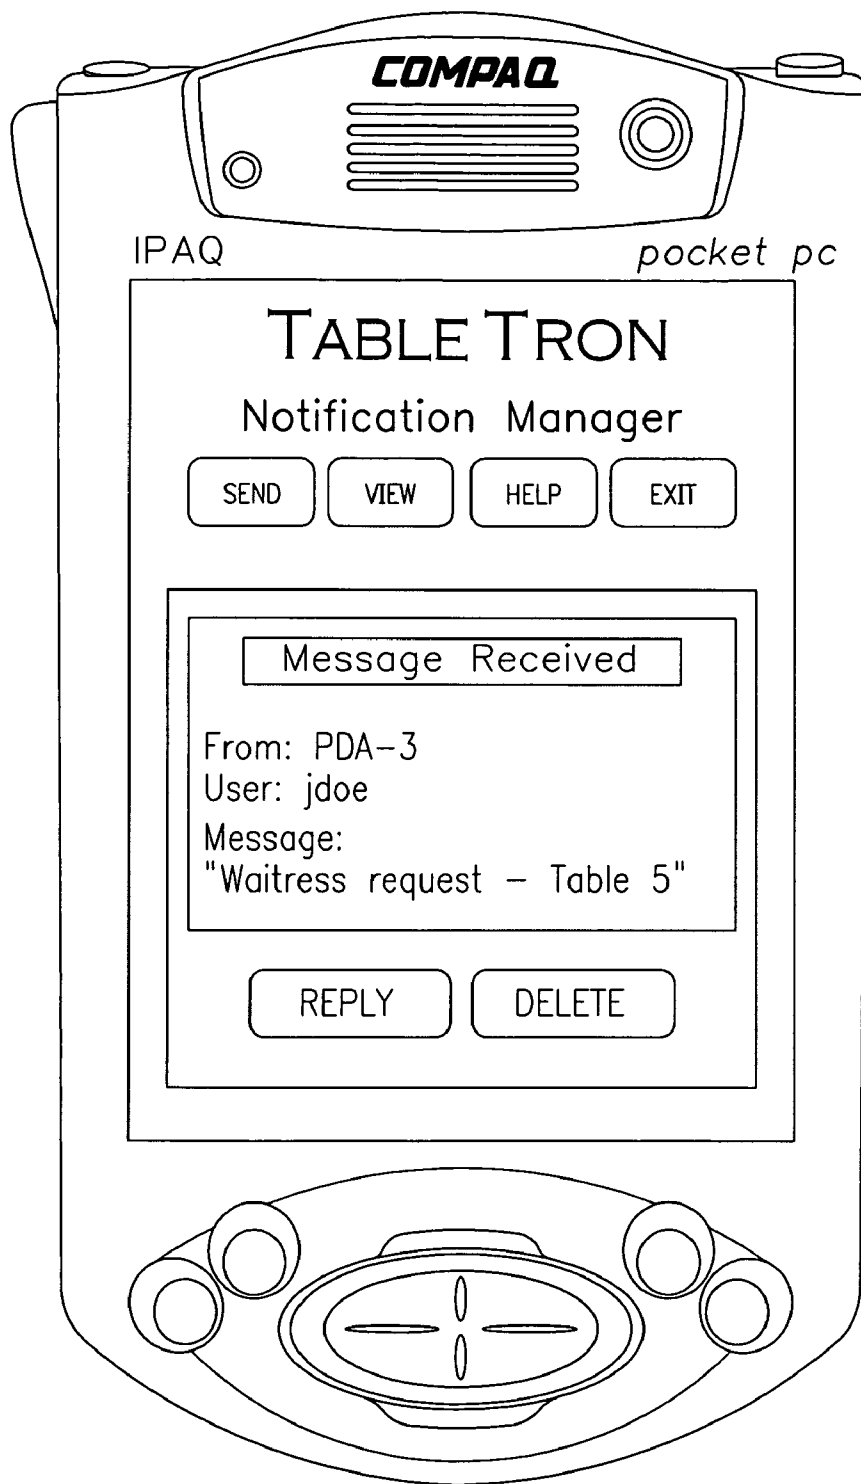 COMPAQ
IPAQ pocket pc
TABLE TRON
Notification Manager
SEND VIEW HELP EXIT
Message Received
From: PDA-3
User: jdoe
Message:
"Waitress request - Table 5"
REPLY DELETE